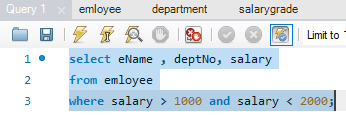 Query 1 emloyee department salarygrade
Limit to
1 select eName , deptNo, salary
2 from emloyee
3 where salary > 1000 and salary < 2000;